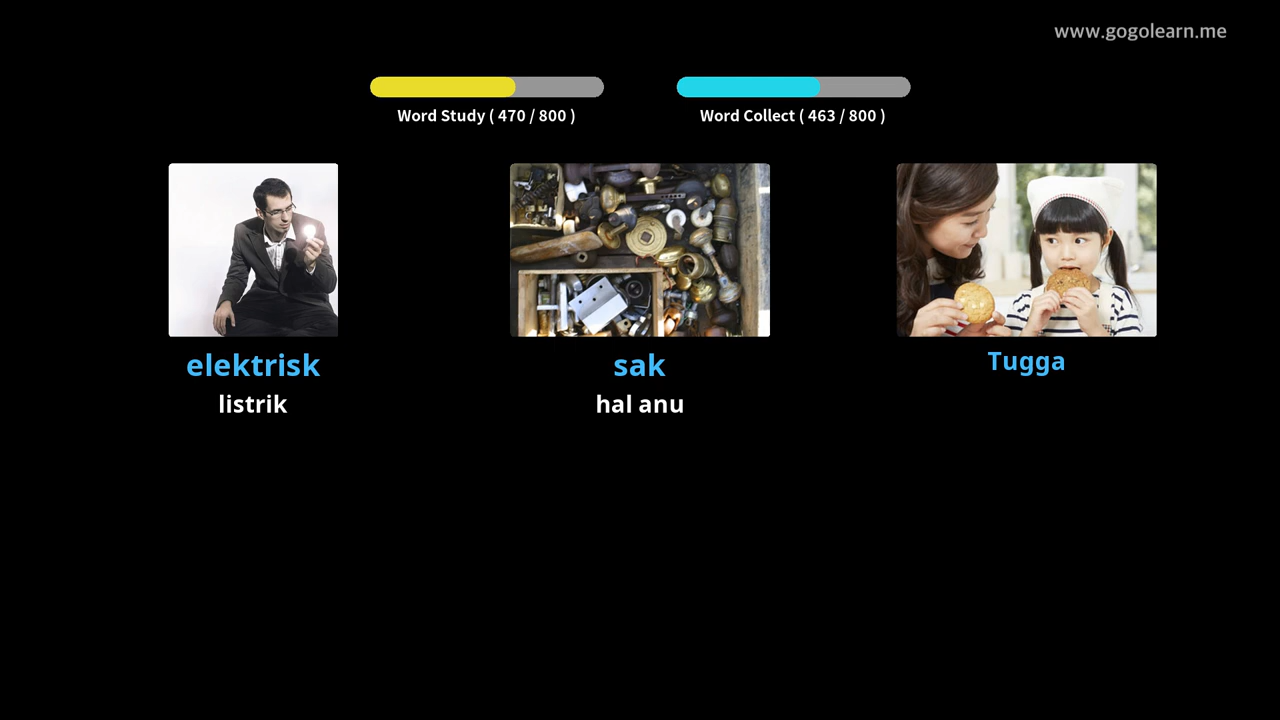 www.gogolearn.me
Word Study ( 470 / 800 )
Word Collect ( 463 / 800 )
elektrisk
listrik
sak
hal anu
Tugga